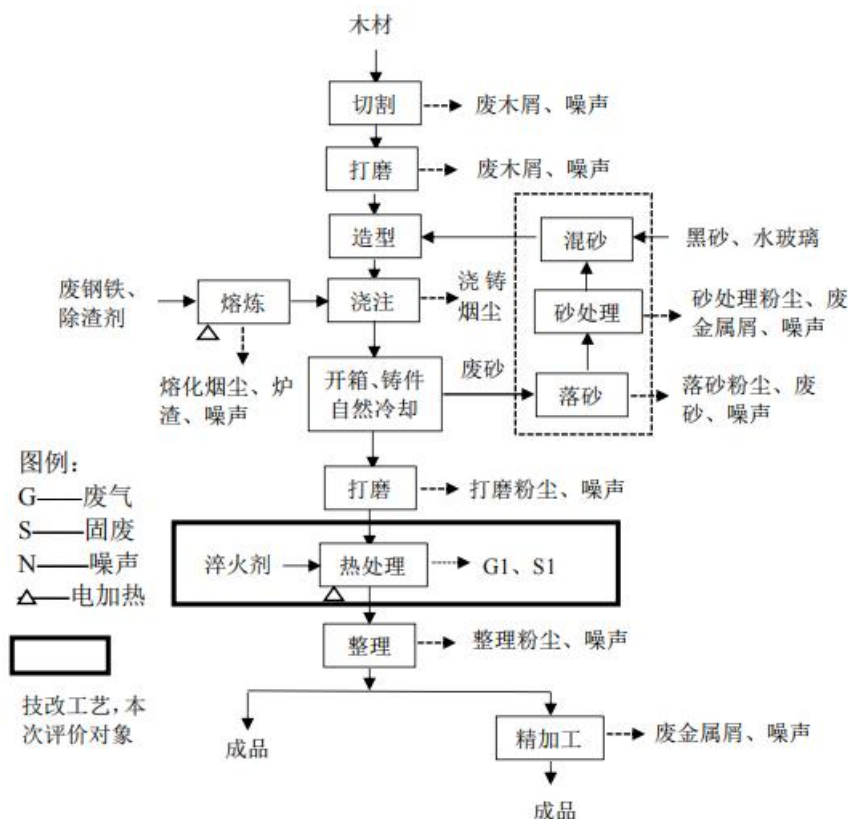 木材
切割
废木屑、噪声
打磨
废木屑、噪声
造型
混砂
黑砂、水玻璃
废钢铁、
除渣剂
熔炼
浇注
浇铸
烟尘
砂处理
砂处理粉尘、废
金属屑、噪声
熔化烟尘、炉
渣、噪声
开箱、铸件
自然冷却
废砂
落砂
落砂粉尘、废
砂、噪声
图例:
G——废气
S——固废
N——噪声
△—电加热
技改工艺,本
次评价对象
打磨
打磨粉尘、噪声
淬火剂
热处理
G1、S1
整理
整理粉尘、噪声
成品
精加工
废金属屑、噪声
成品